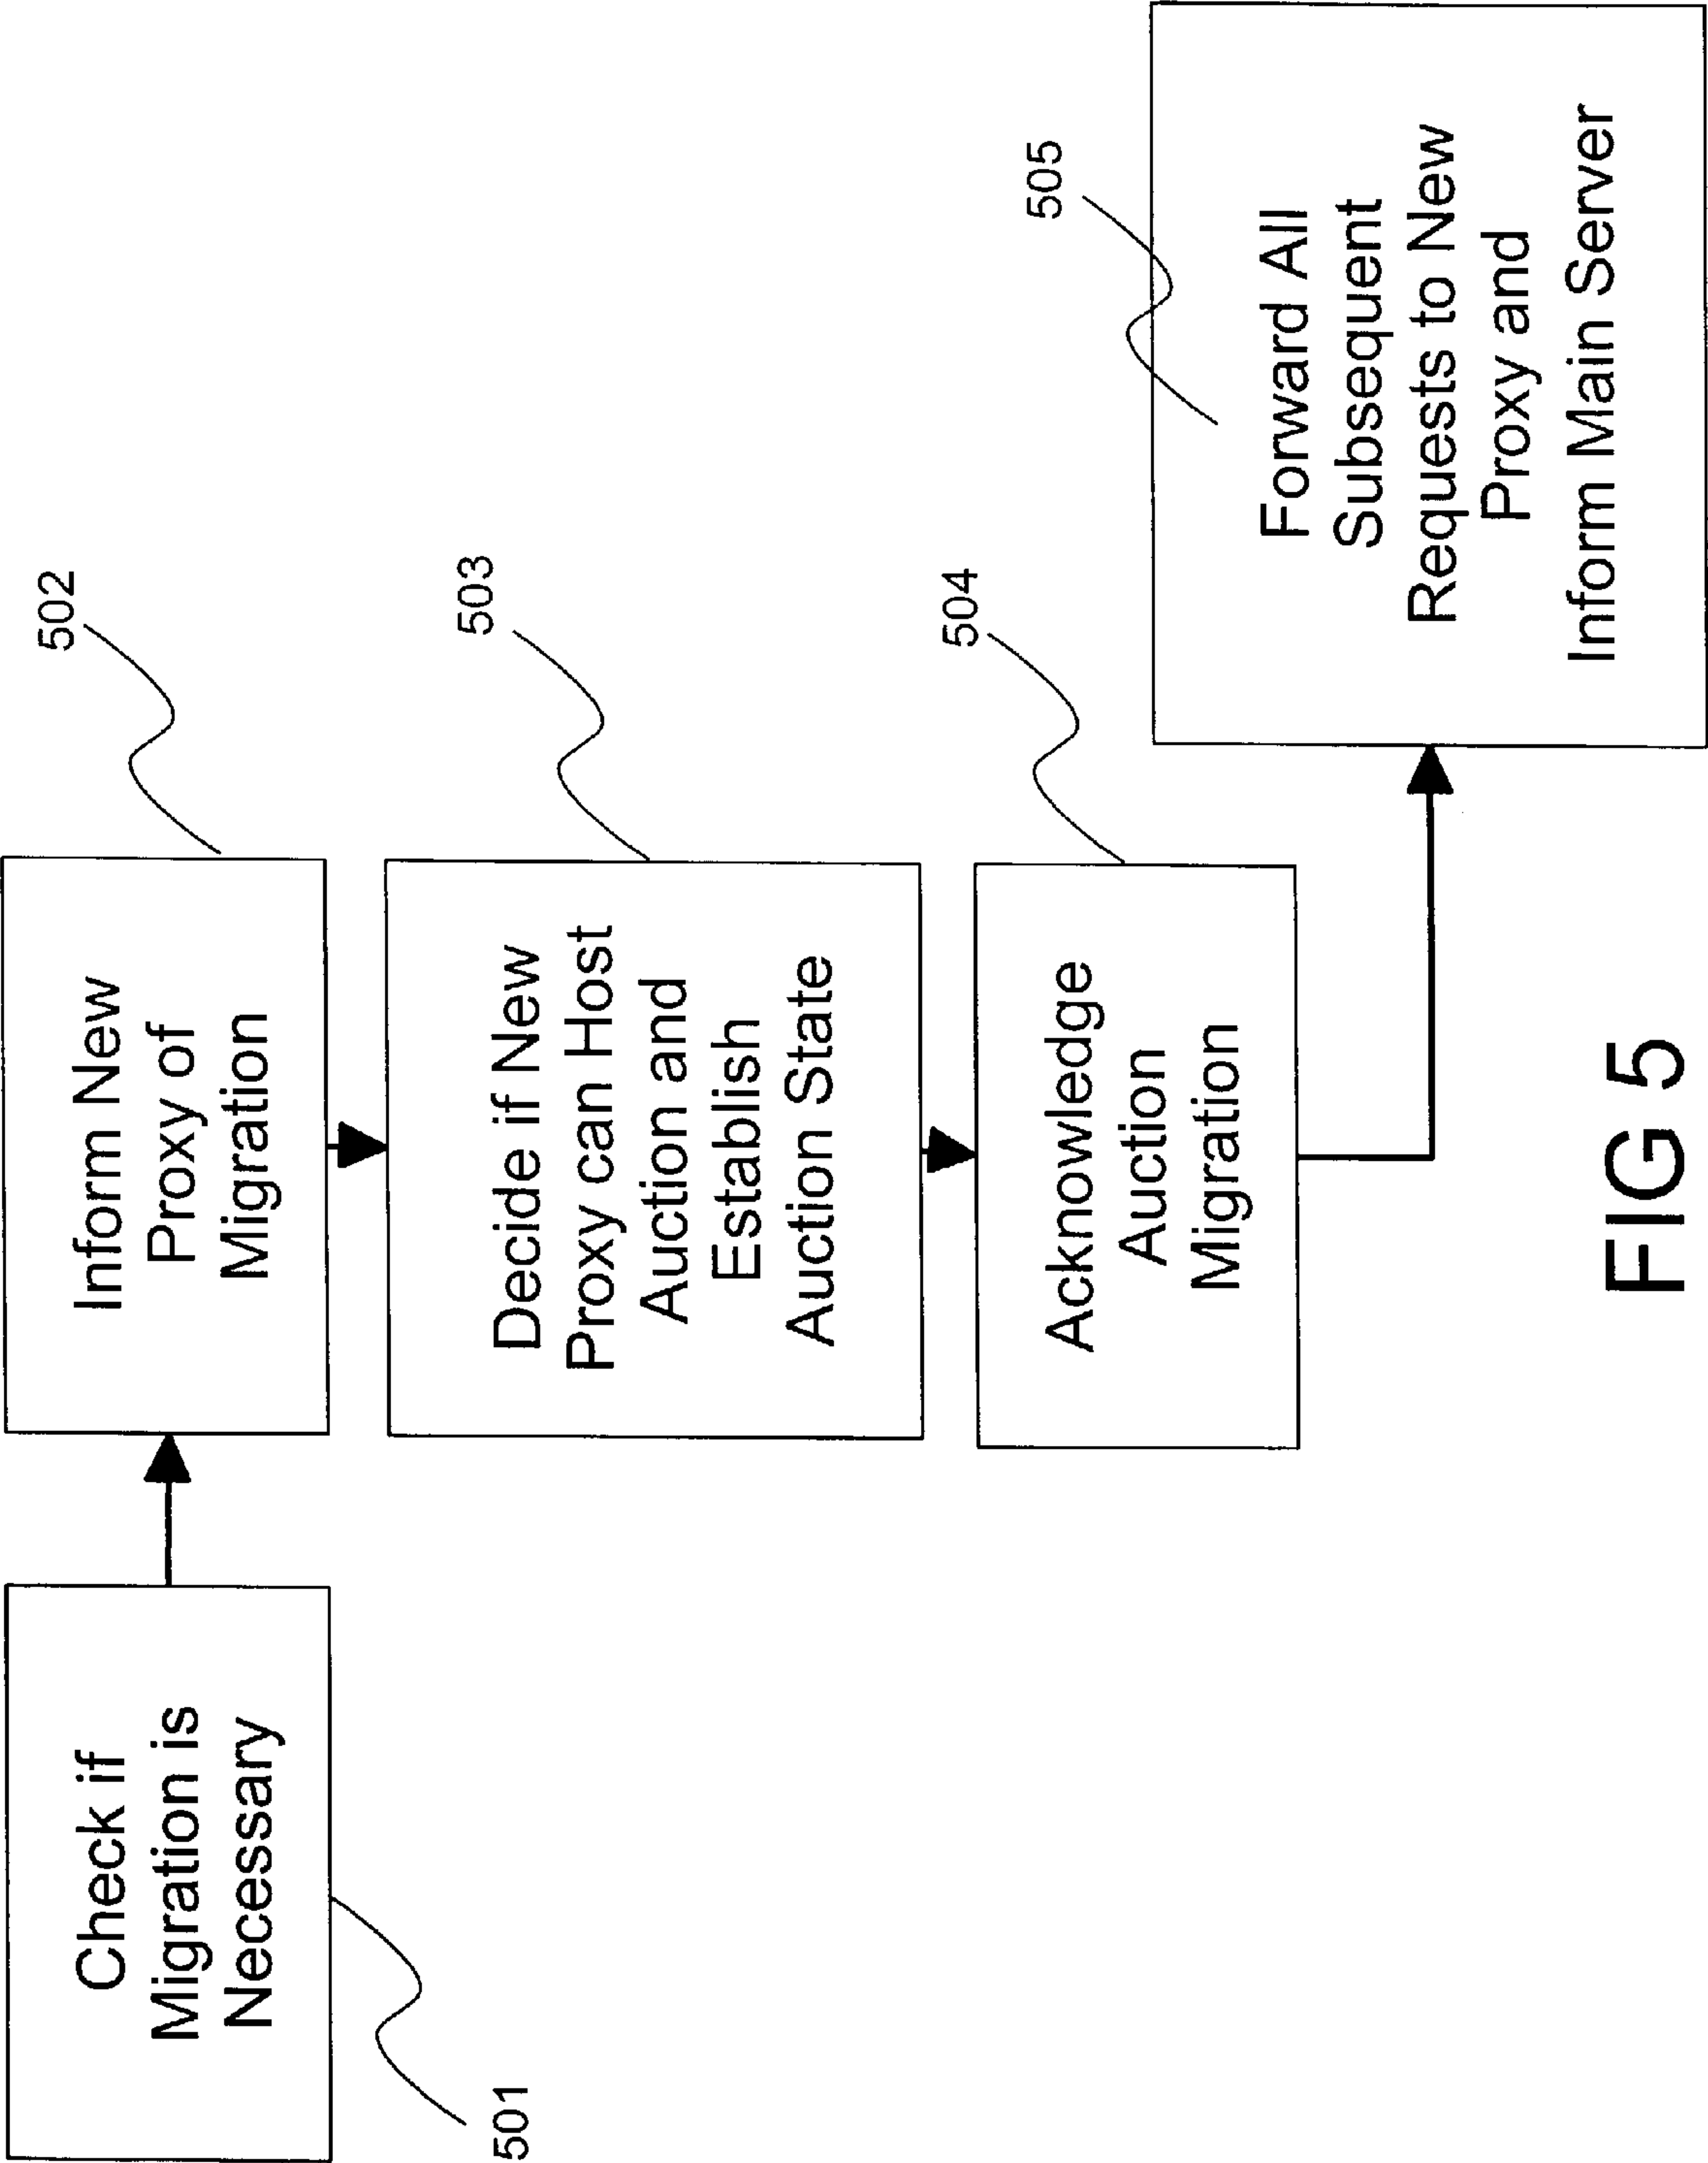 Check if
Migration is
Necessary
501
Inform New
Proxy of
Migration
502
Decide if New
Proxy can Host
Auction and
Establish
Auction State
503
Acknowledge
Auction
Migration
504
Forward All
Subsequent
Requests to New
Proxy and
Inform Main Server
505
FIG 5